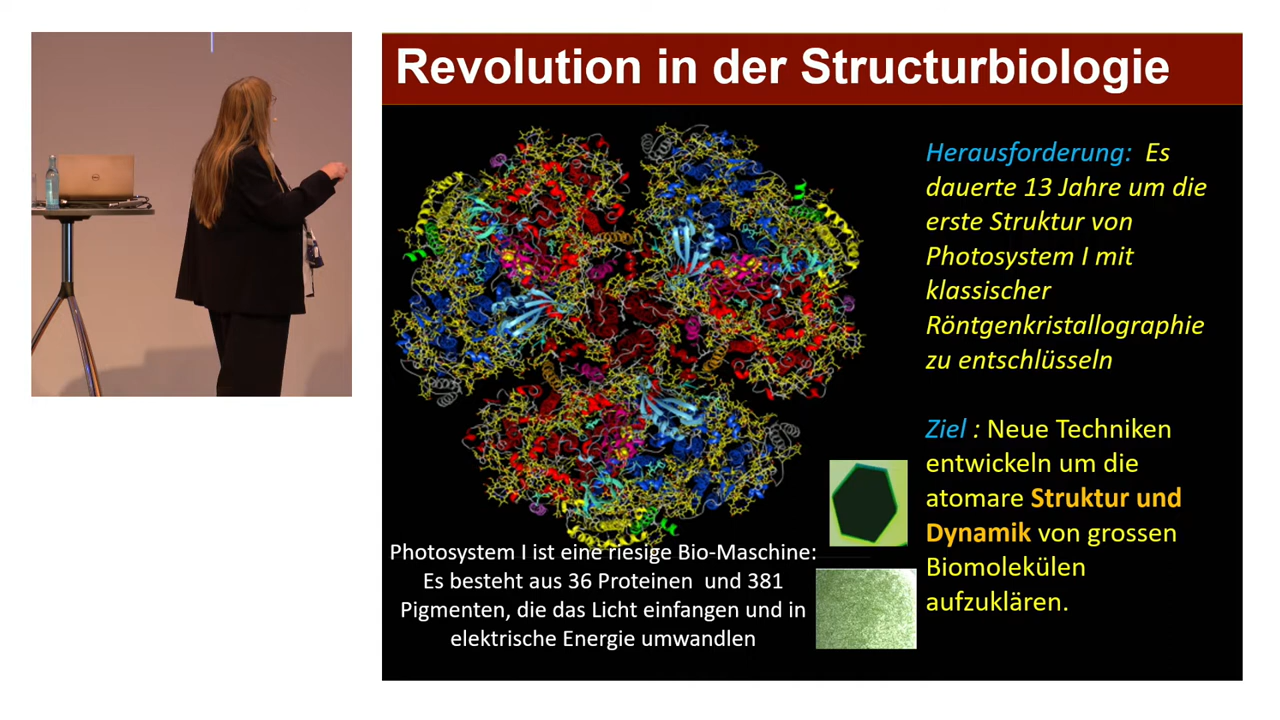 Revolution in der Structurbiologie
Herausforderung: Es
dauerte 13 Jahre um die
erste Struktur von
Photosystem I mit
klassischer
Röntgenkristallographie
zu entschlüsseln
Ziel : Neue Techniken
entwickeln um die
atomare Struktur und
Dynamik von grossen
Biomolekülen
aufzuklären.
Photosystem I ist eine riesige Bio-Maschine:
Es besteht aus 36 Proteinen und 381
Pigmenten, die das Licht einfangen und in
elektrische Energie umwandlen